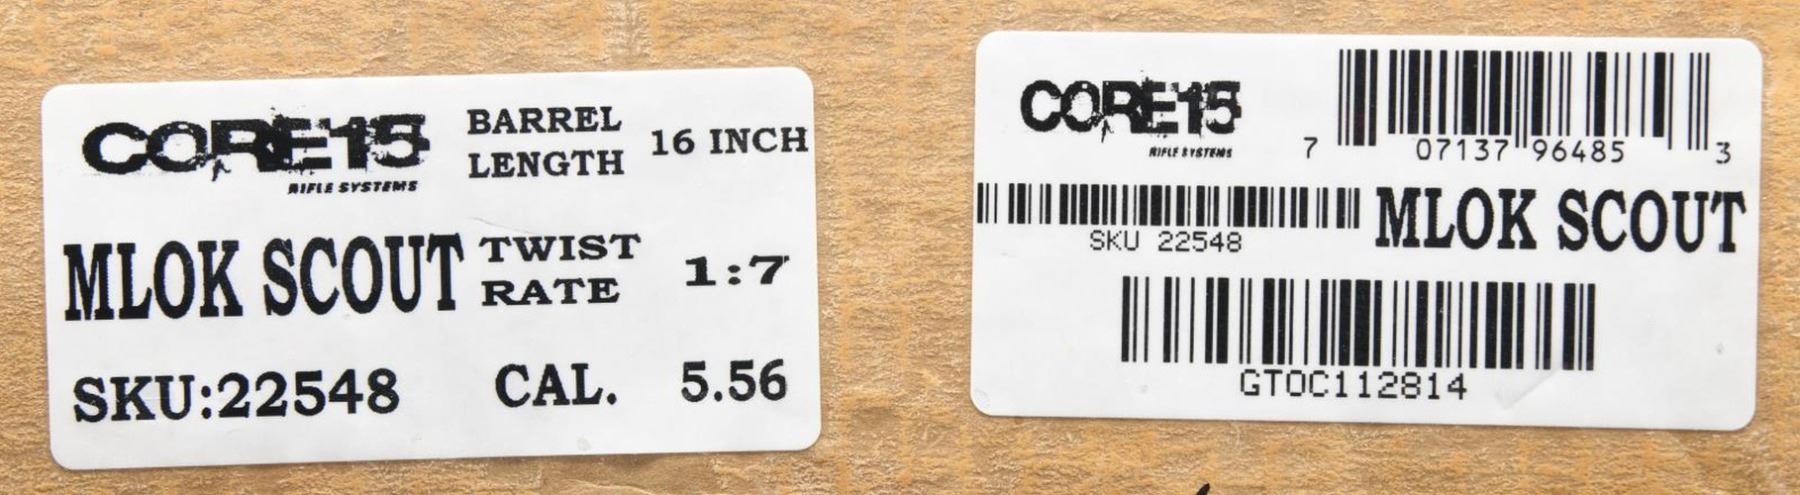 CORE15
RIFLE SYSTEMS
BARREL
LENGTH
16 INCH
MLOK SCOUT
TWIST
RATE
1:7
SKU:22548
CAL. 5.56
CORE15
RIFLE SYSTEMS
7 07137 96485 3
SKU 22548
MLOK SCOUT
GTOC112814